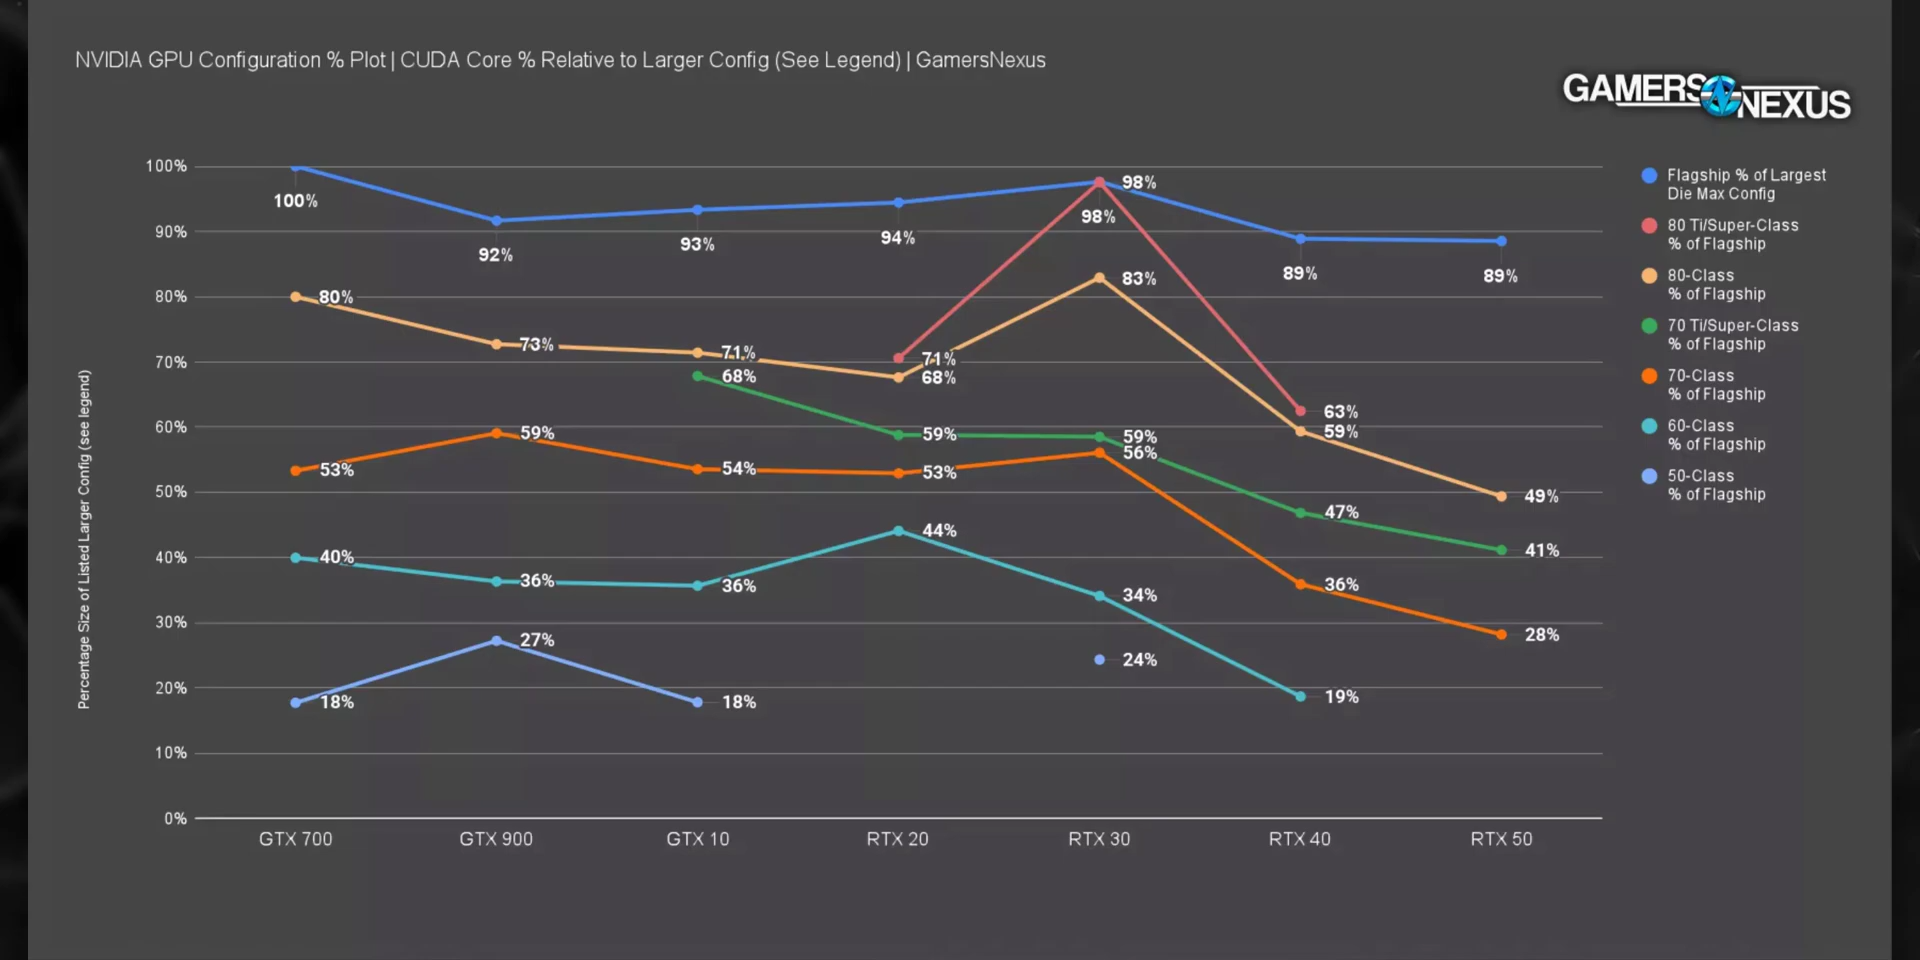 NVIDIA GPU Configuration % Plot | CUDA Core % Relative to Larger Config (See Legend) | GamersNexus
GAMERS NEXUS
Percentage Size of Listed Larger Config (see legend)
100%
90%
80%
70%
60%
50%
40%
30%
20%
10%
0%
100%
92%
93%
94%
98%
98%
89%
89%
80%
73%
71%
71%
68%
83%
63%
59%
49%
68%
59%
59%
47%
41%
53%
59%
54%
53%
56%
36%
28%
40%
36%
36%
44%
34%
19%
18%
27%
18%
24%
GTX 700
GTX 900
GTX 10
RTX 20
RTX 30
RTX 40
RTX 50
Flagship % of Largest
Die Max Config
80 Ti/Super-Class
% of Flagship
80-Class
% of Flagship
70 Ti/Super-Class
% of Flagship
70-Class
% of Flagship
60-Class
% of Flagship
50-Class
% of Flagship